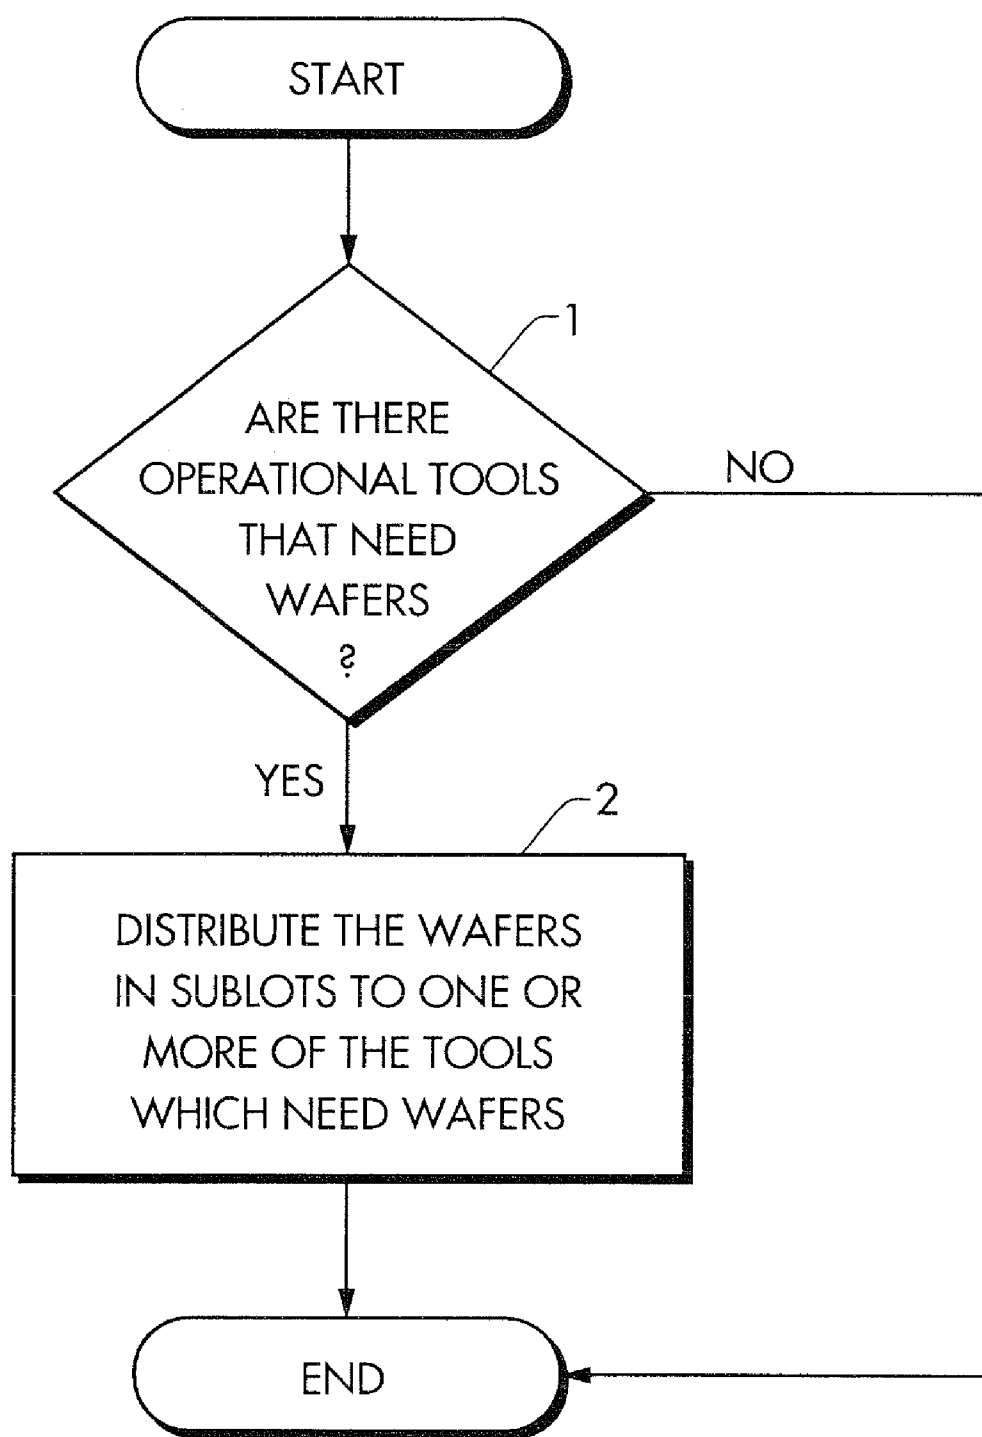 START
1
ARE THERE
OPERATIONAL TOOLS
THAT NEED
WAFERS
?
NO
YES
2
DISTRIBUTE THE WAFERS
IN SUBLOTS TO ONE OR
MORE OF THE TOOLS
WHICH NEED WAFERS
END